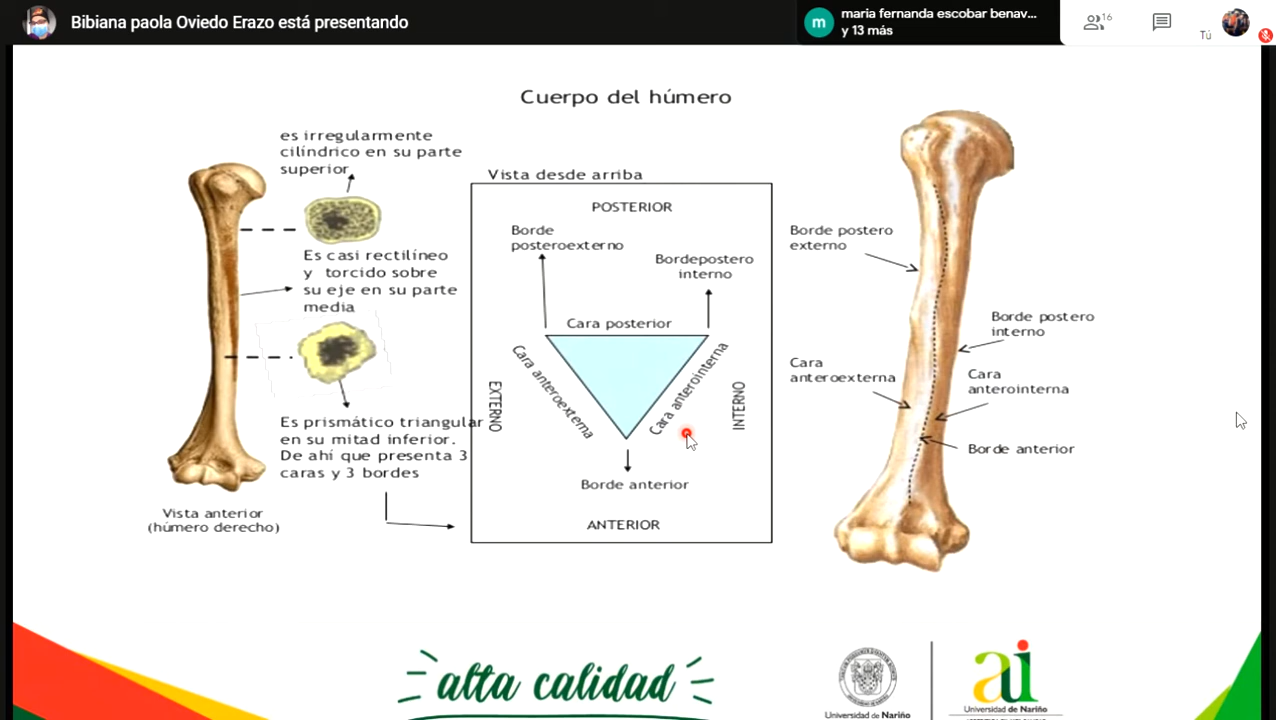 Bibiana paola Oviedo Erazo está presentando
maria fernanda escobar benav...
y 13 más
m
16
Tú
Cuerpo del húmero
es irregularmente
cilíndrico en su parte
superior
Es casi rectilíneo
y torcido sobre
su eje en su parte
media
Es prismático triangular
en su mitad inferior.
De ahí que presenta 3
caras y 3 bordes
Vista anterior
(húmero derecho)
Vista desde arriba
POSTERIOR
Borde
posteroexterno
Bordepostero
interno
Cara posterior
Cara anteroexterna
Cara anterointerna
EXTERNO
INTERNO
Borde anterior
ANTERIOR
Borde postero
externo
Borde postero
interno
Cara
anteroexterna
Cara
anterointerna
Borde anterior
alta calidad
Universidad de Nariño
ai
Universidad de Nariño